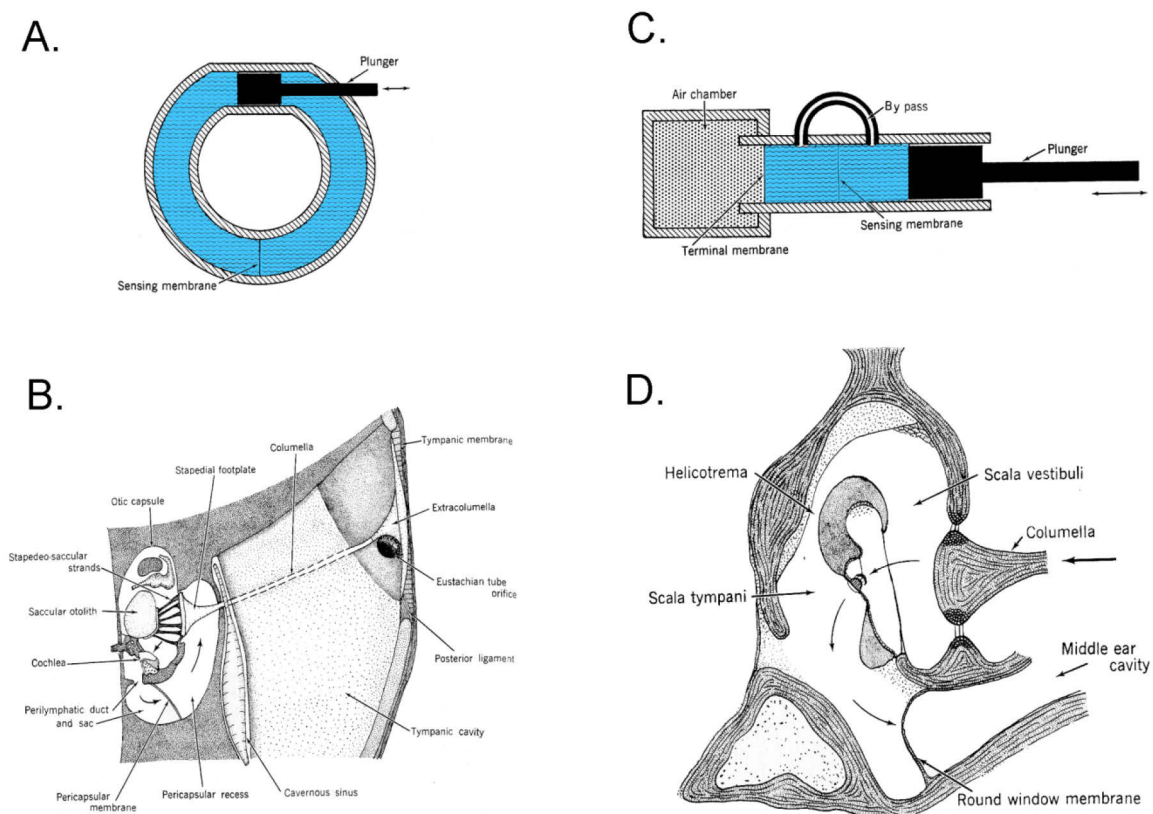 A.
Plunger
Sensing membrane
C.
Air chamber
By pass
Plunger
Sensing membrane
Terminal membrane
B.
Columella
Tympanic membrane
Stapedial footplate
Otic capsule
Extracolumella
Stapedeo-saccular
strands
Eustachian tube
orifice
Saccular otolith
Posterior ligament
Cochlea
Perilymphatic duct
and sac
Tympanic cavity
Pericapsular
membrane
Pericapsular recess
Cavernous sinus
D.
Helicotrema
Scala vestibuli
Columella
Scala tympani
Middle ear
cavity
Round window membrane